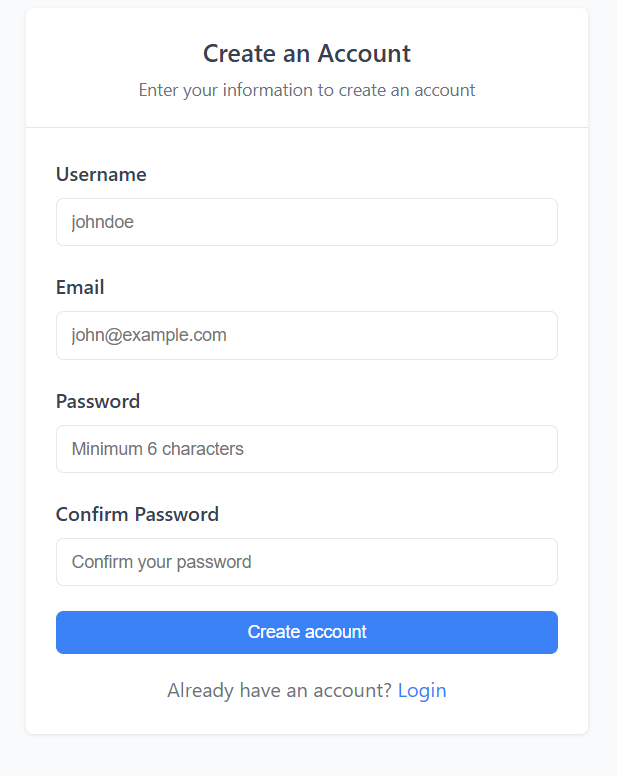 Create an Account
Enter your information to create an account
Username
johndoe
Email
john@example.com
Password
Minimum 6 characters
Confirm Password
Confirm your password
Create account
Already have an account? Login